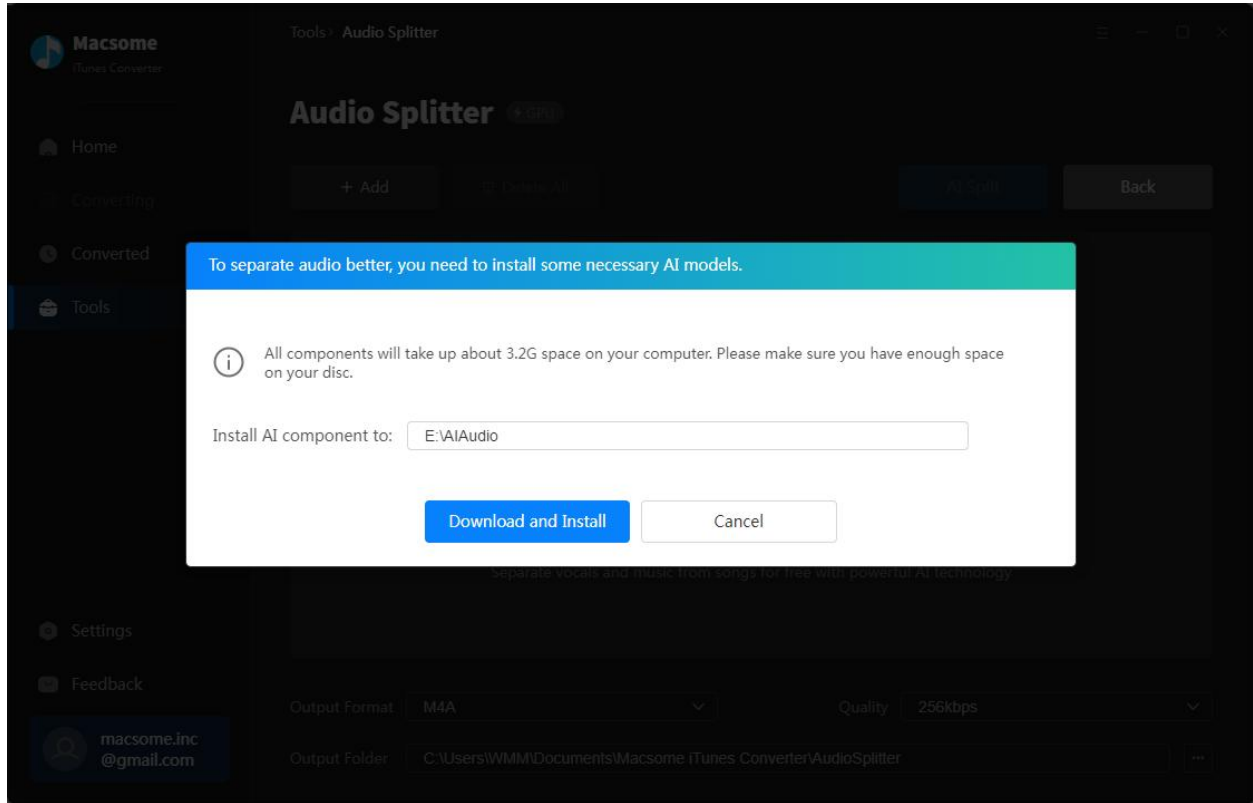 Macsome
iTunes Converter
Tools› Audio Splitter
Audio Splitter
GPU
Home
+ Add
Delete All
AI Split
Back
Converting
Converted
To separate audio better, you need to install some necessary AI models.
Tools
All components will take up about 3.2G space on your computer. Please make sure you have enough space
on your disc.
Install AI component to:
E:\AIAudio
Download and Install
Cancel
Separate vocals and music from songs for free with powerful AI technology
Settings
Feedback
Output Format
M4A
Quality
256kbps
macsome.inc
@gmail.com
Output Folder
C:\Users\WMM\Documents\Macsome iTunes Converter\AudioSplitter
...